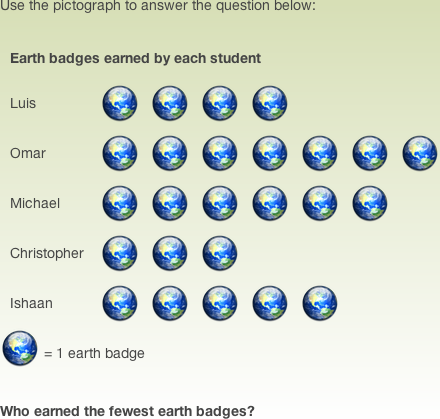 Use the pictograph to answer the question below:
Earth badges earned by each student
Luis
Omar
Michael
Christopher
Ishaan
= 1 earth badge
Who earned the fewest earth badges?